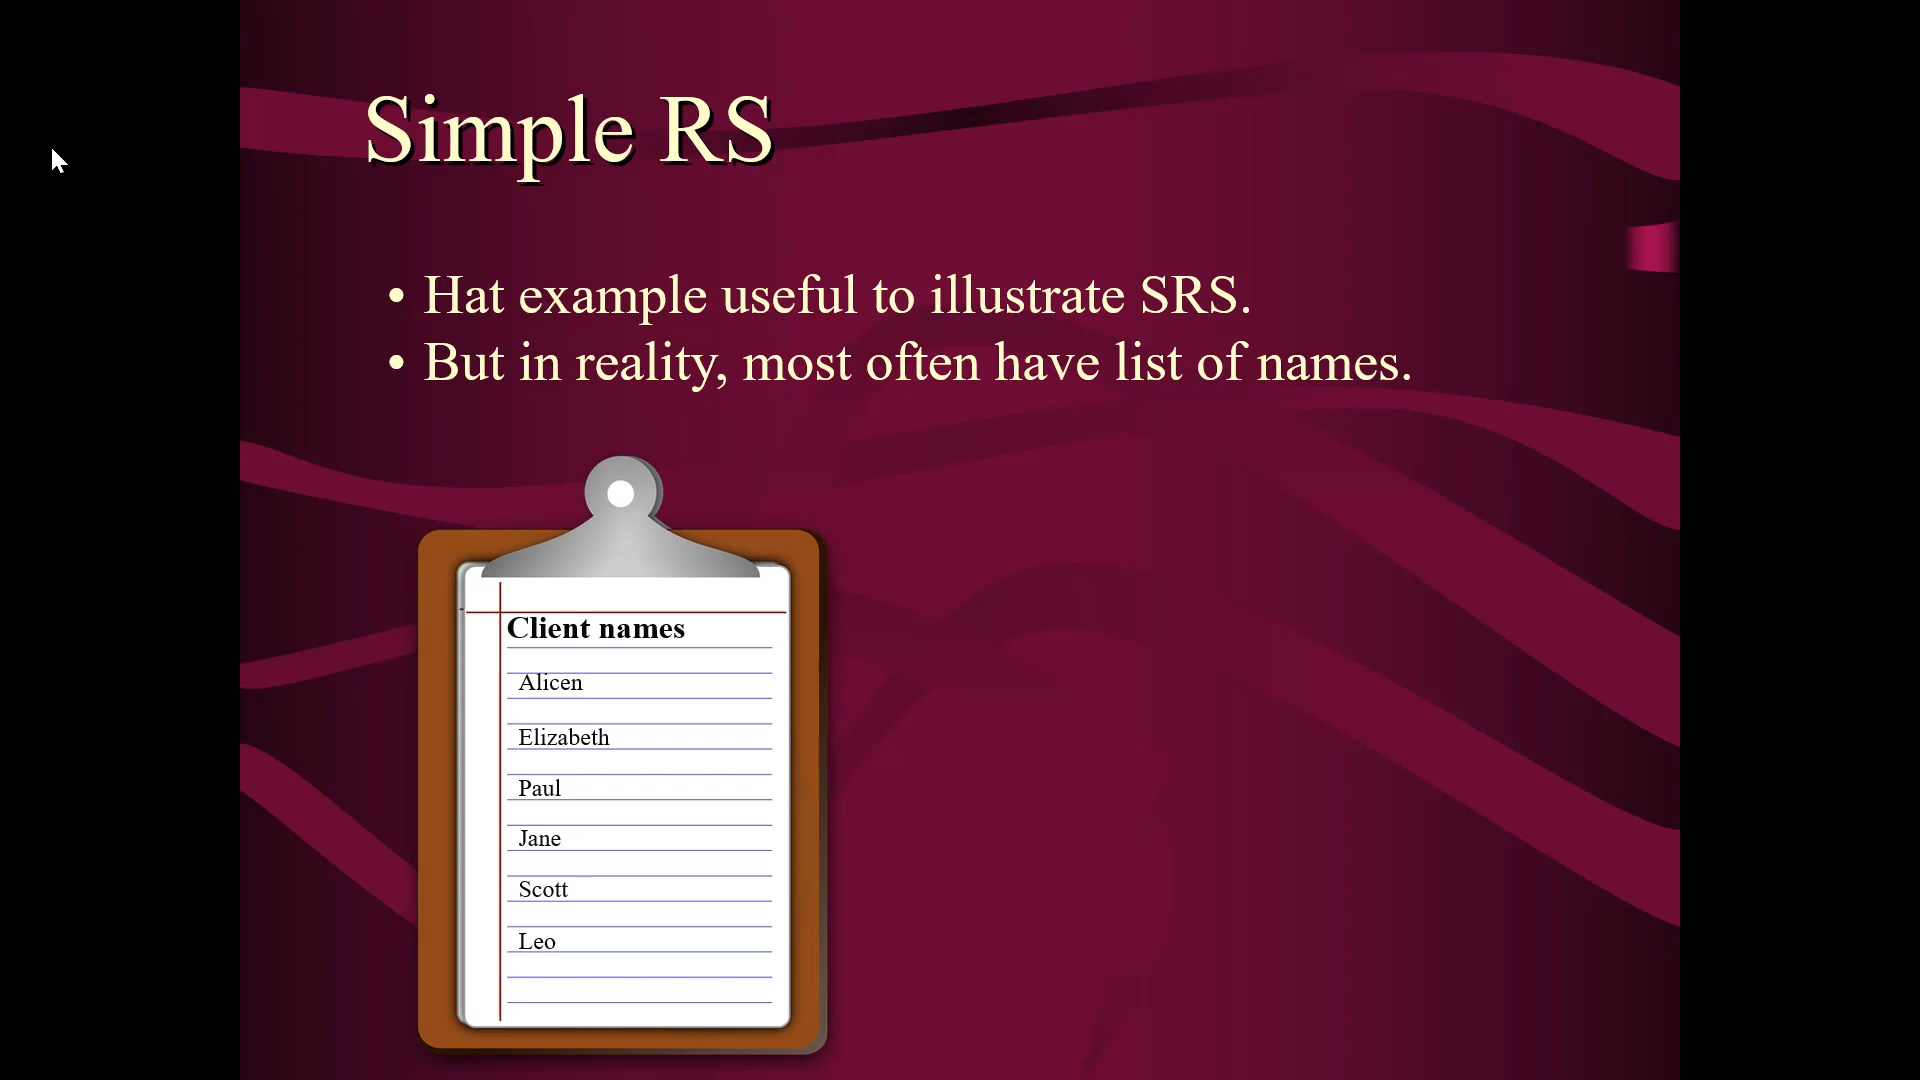 Simple RS
• Hat example useful to illustrate SRS.
• But in reality, most often have list of names.
Client names
Alicen
Elizabeth
Paul
Jane
Scott
Leo